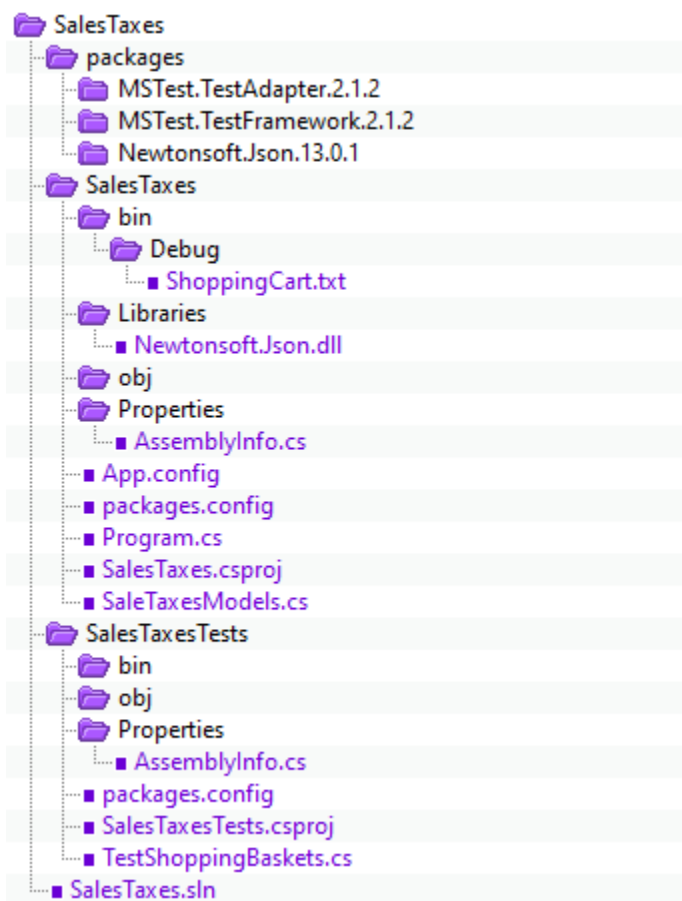 SalesTaxes
packages
MSTest.TestAdapter.2.1.2
MSTest.TestFramework.2.1.2
Newtonsoft.Json.13.0.1
SalesTaxes
bin
Debug
ShoppingCart.txt
Libraries
Newtonsoft.Json.dll
obj
Properties
AssemblyInfo.cs
App.config
packages.config
Program.cs
SalesTaxes.csproj
SaleTaxesModels.cs
SalesTaxesTests
bin
obj
Properties
AssemblyInfo.cs
packages.config
SalesTaxesTests.csproj
TestShoppingBaskets.cs
SalesTaxes.sln